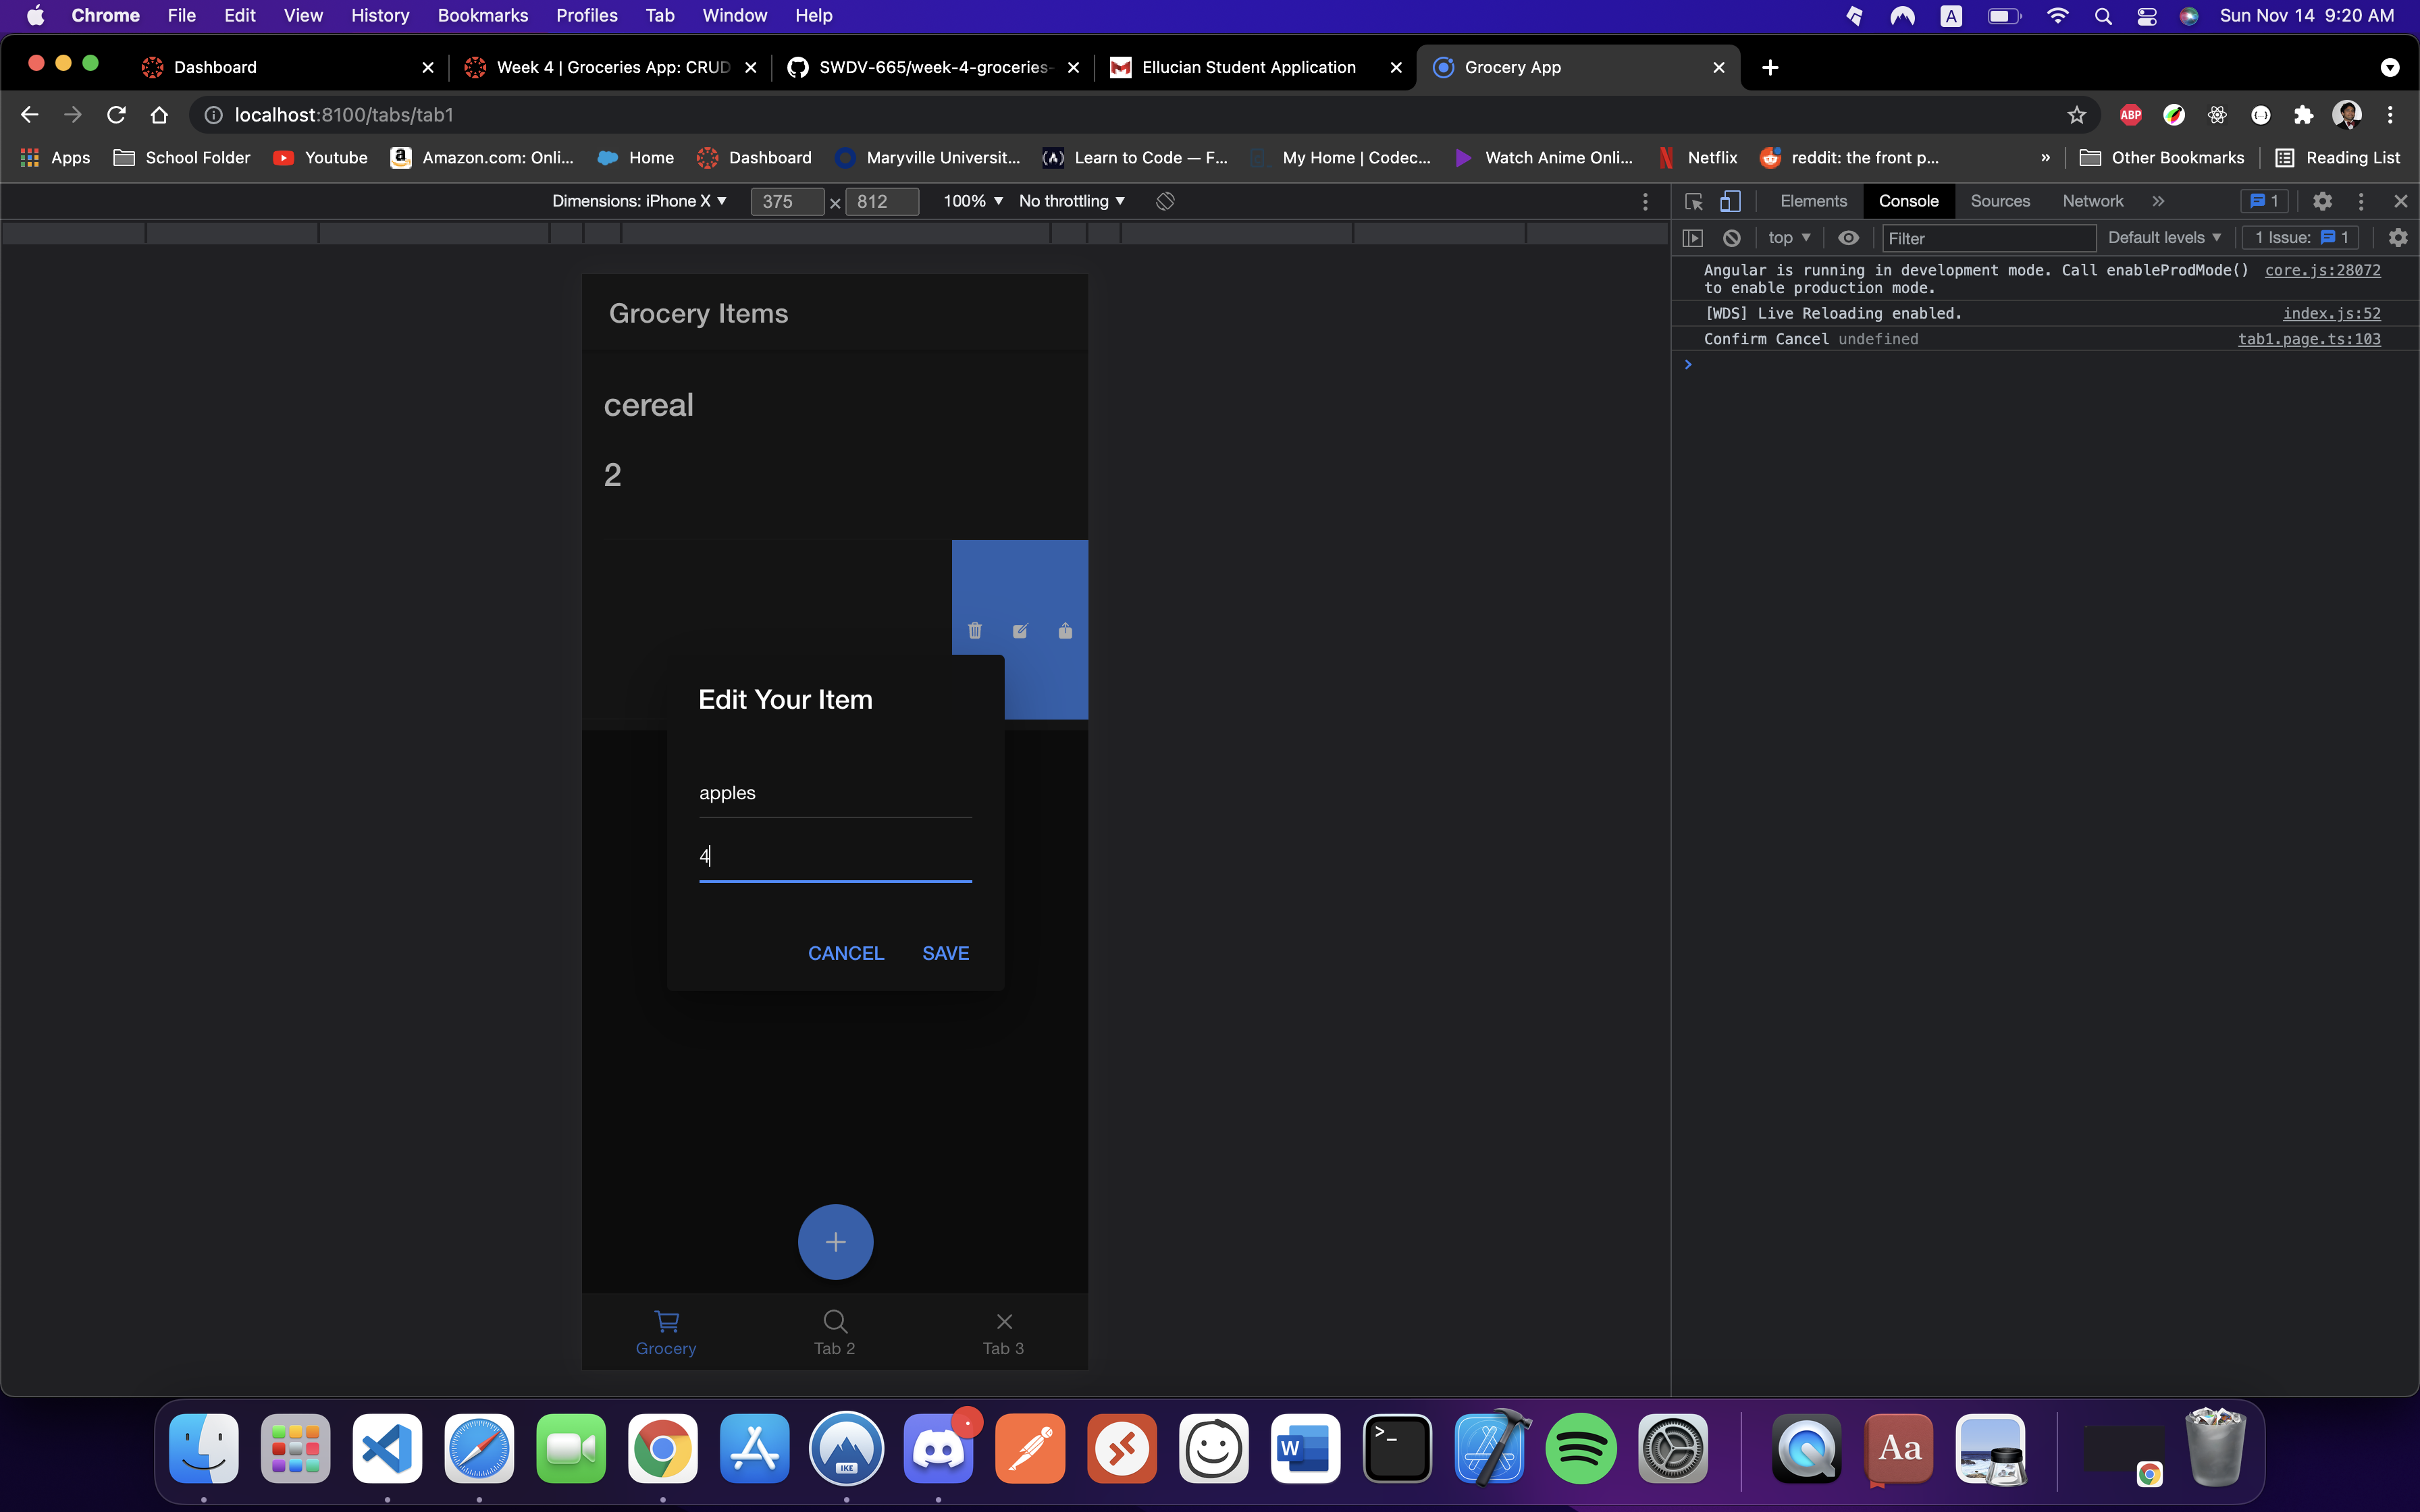 Chrome File Edit View History Bookmarks Profiles Tab Window Help A Sun Nov 14 9:20 AM
Dashboard Week 4 | Groceries App: CRUD SWDV-665/week-4-groceries- Ellucian Student Application Grocery App
localhost:8100/tabs/tab1 ABP
Apps School Folder Youtube Amazon.com: Onli... Home Dashboard Maryville Universit... Learn to Code — F... My Home | Codec... Watch Anime Onli... Netflix reddit: the front p... » Other Bookmarks Reading List
Dimensions: iPhone X 375 × 812 100% No throttling Elements Console Sources Network » 1
top Filter Default levels 1 Issue: 1
Angular is running in development mode. Call enableProdMode() core.js:28072
to enable production mode.
[WDS] Live Reloading enabled. index.js:52
Confirm Cancel undefined tab1.page.ts:103
Grocery Items
cereal
2
Edit Your Item
apples
4
CANCEL SAVE
Grocery Tab 2 Tab 3
IKE W >_ Aa